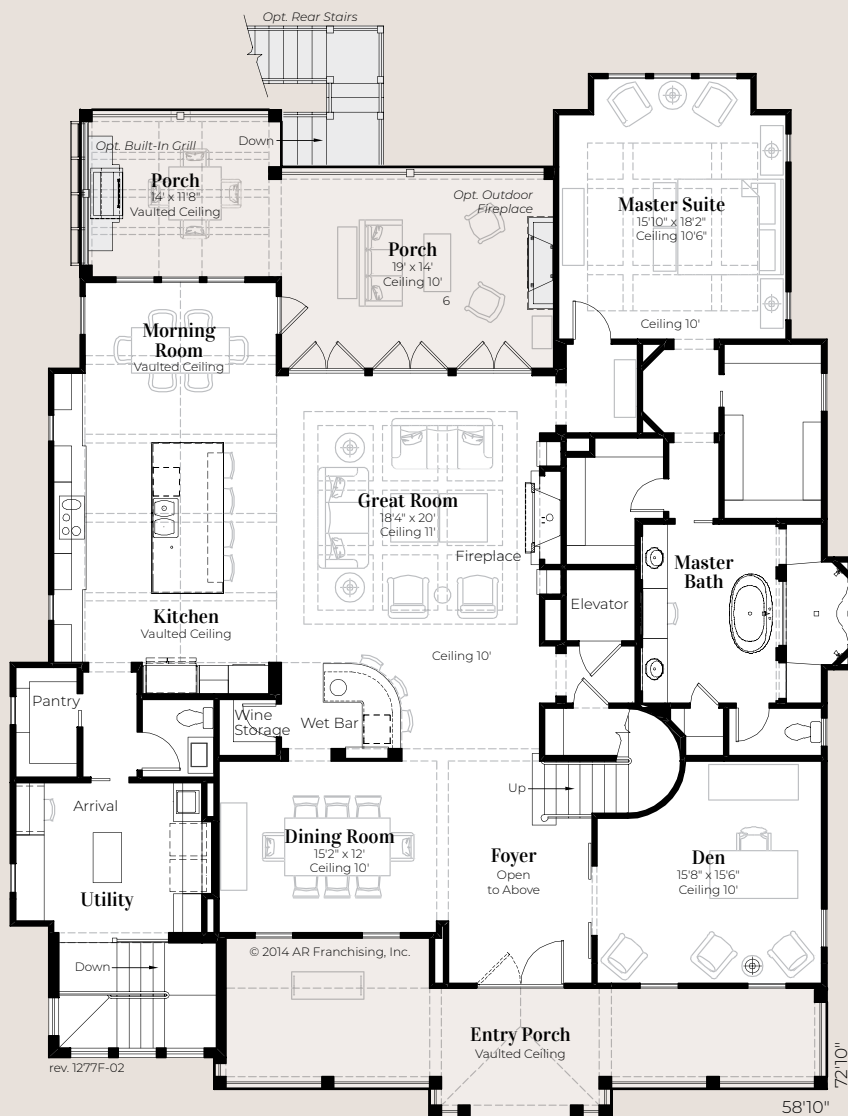 Opt. Rear Stairs
Opt. Built-In Grill
Down
Porch
14' x 11'8"
Vaulted Ceiling
Opt. Outdoor
Fireplace
Porch
19' x 14'
Ceiling 10'
6
Master Suite
15'10" x 18'2"
Ceiling 10'6"
Ceiling 10'
Morning
Room
Vaulted Ceiling
Great Room
18'4" x 20'
Ceiling 11'
Fireplace
Master
Bath
Elevator
Kitchen
Vaulted Ceiling
Ceiling 10'
Pantry
Wine
Storage
Wet Bar
Arrival
Utility
Up
Dining Room
15'2" x 12'
Ceiling 10'
Foyer
Open
to Above
Den
15'8" x 15'6"
Ceiling 10'
Down
© 2014 AR Franchising, Inc.
Entry Porch
Vaulted Ceiling
rev. 1277F-02
72'10"
58'10"